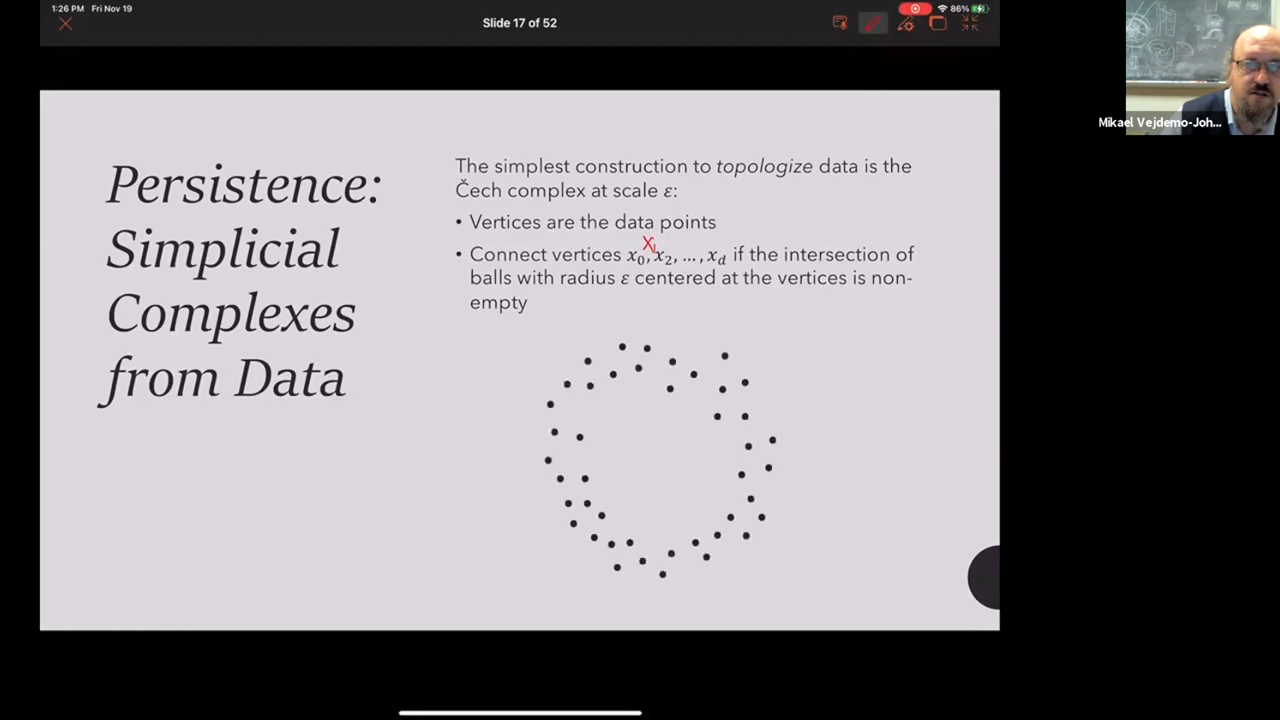 1:26 PM Fri Nov 19
86%
Slide 17 of 52
Mikael Vejdemo-Joh...
Persistence:
Simplicial
Complexes
from Data
The simplest construction to topologize data is the
Čech complex at scale ε:
• Vertices are the data points
x₁
• Connect vertices x₀, x₂, … , x_d if the intersection of
balls with radius ε centered at the vertices is non-
empty